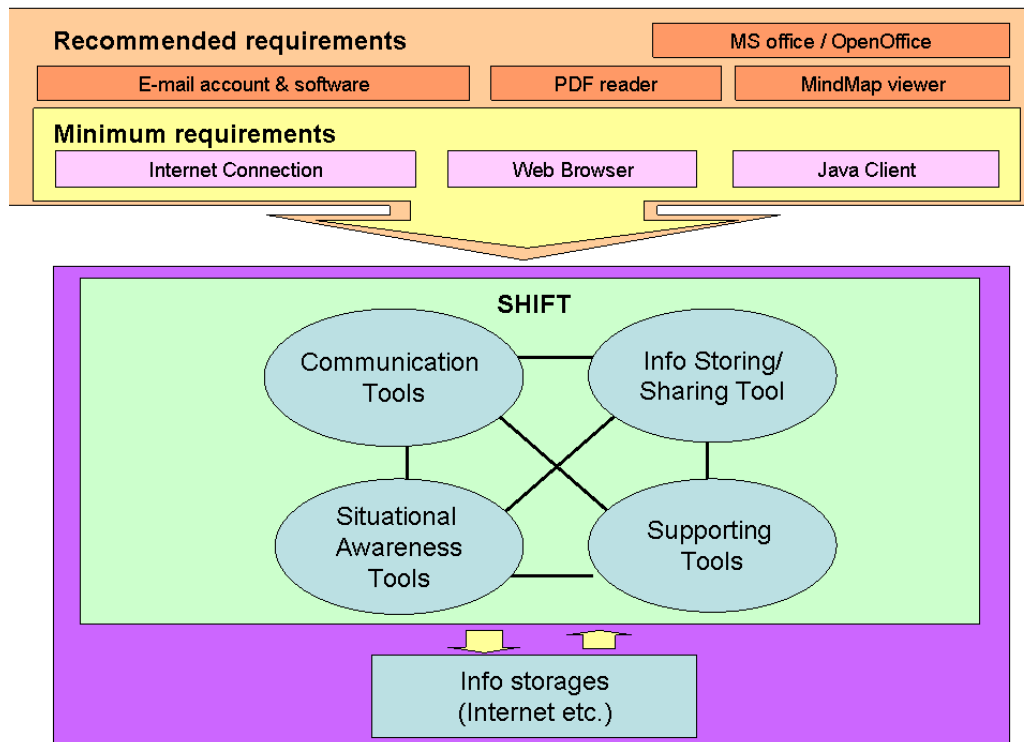 Recommended requirements
MS office / OpenOffice
E-mail account & software
PDF reader
MindMap viewer
Minimum requirements
Internet Connection
Web Browser
Java Client
SHIFT
Communication
Tools
Info Storing/
Sharing Tool
Situational
Awareness
Tools
Supporting
Tools
Info storages
(Internet etc.)